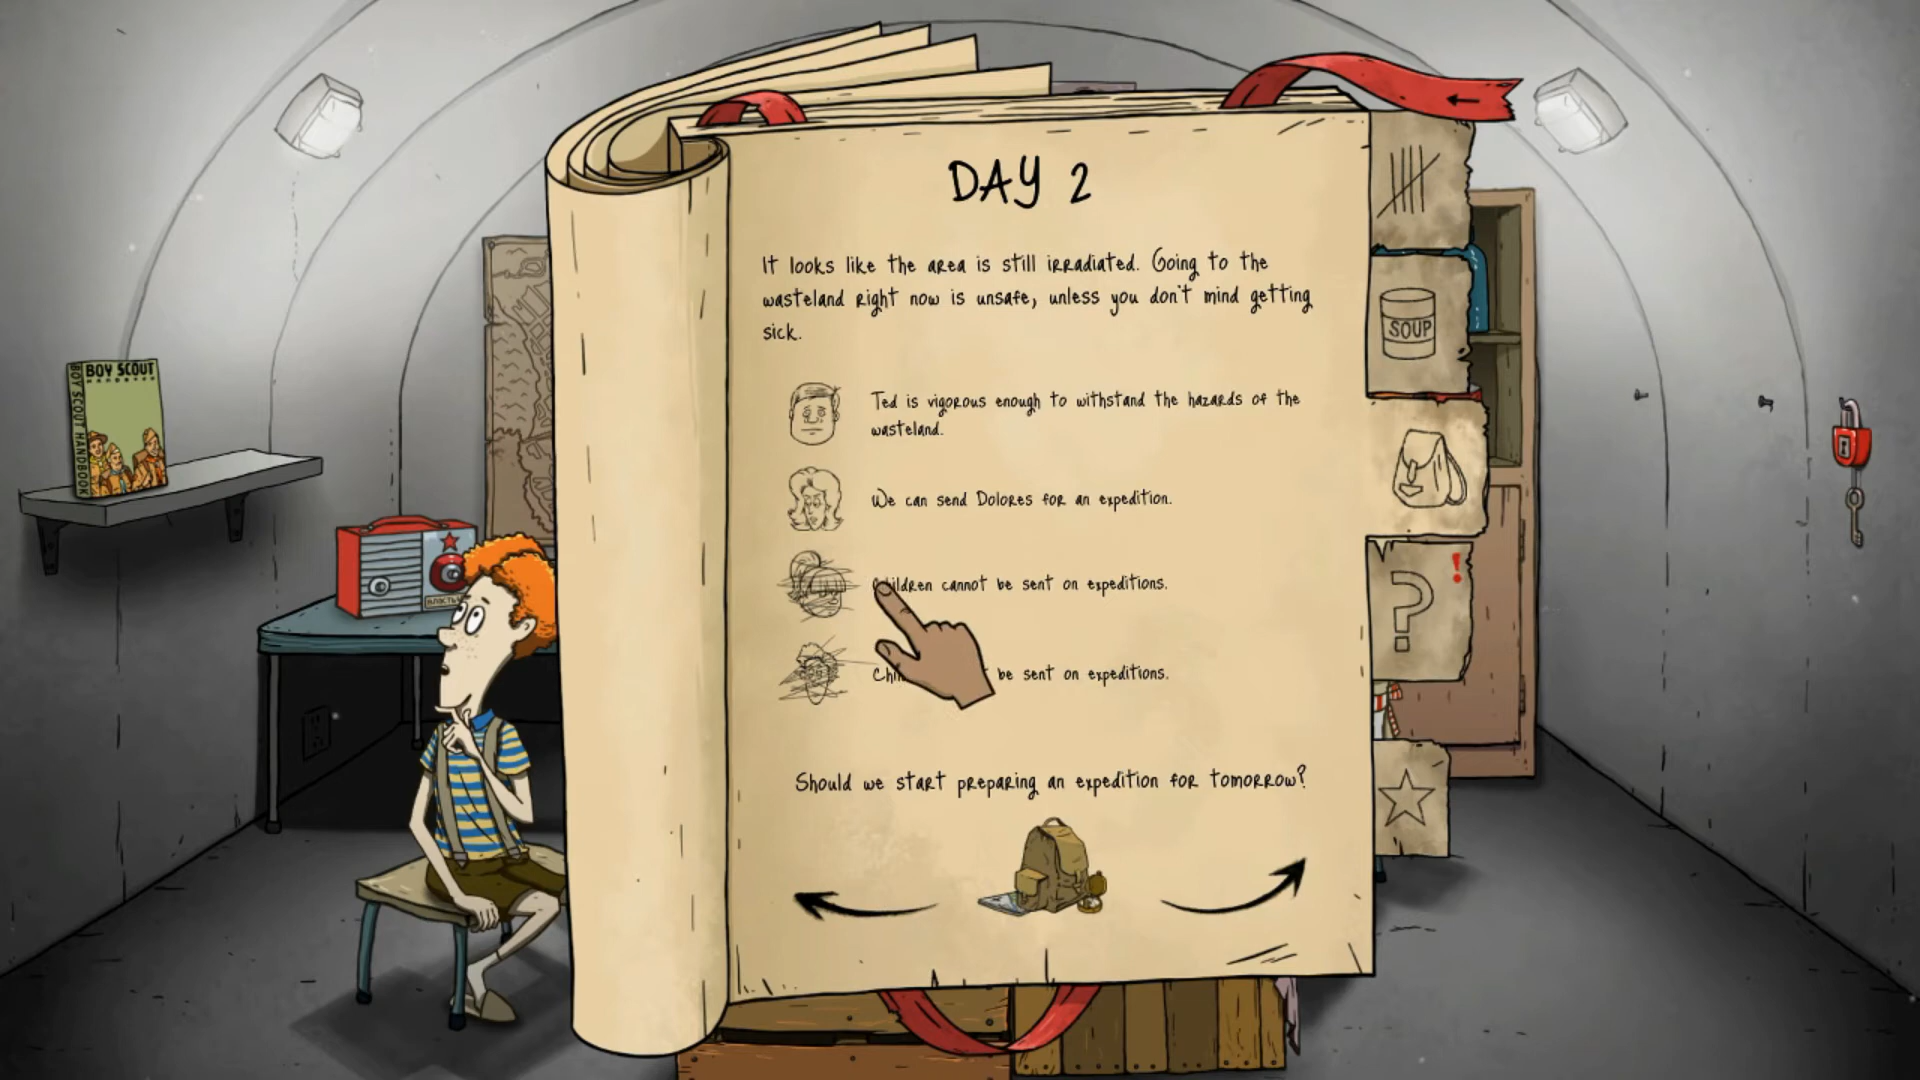 DAY 2
It looks like the area is still irradiated. Going to the
wasteland right now is unsafe, unless you don't mind getting
sick.
Ted is vigorous enough to withstand the hazards of the
wasteland.
We can send Dolores for an expedition.
Children cannot be sent on expeditions.
be sent on expeditions.
Should we start preparing an expedition for tomorrow?
SOUP
?
!
BOY SCOUT
BOY SCOUT HANDBOOK